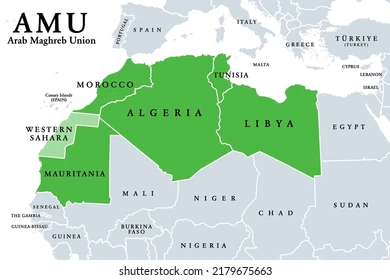 AMU
Arab Maghreb Union
PORTUGAL
SPAIN
ITALY
GREECE
TÜRKİYE
(TURKEY)
MALTA
CYPRUS
LEBANON
ISRAEL
TUNISIA
MOROCCO
Canary Islands
(SPAIN)
ALGERIA
LIBYA
EGYPT
WESTERN
SAHARA
MAURITANIA
MALI
NIGER
CHAD
SUDAN
SENEGAL
THE GAMBIA
GUINEA-BISSAU
GUINEA
BURKINA
FASO
NIGERIA
shutterstock.com · 2179675663